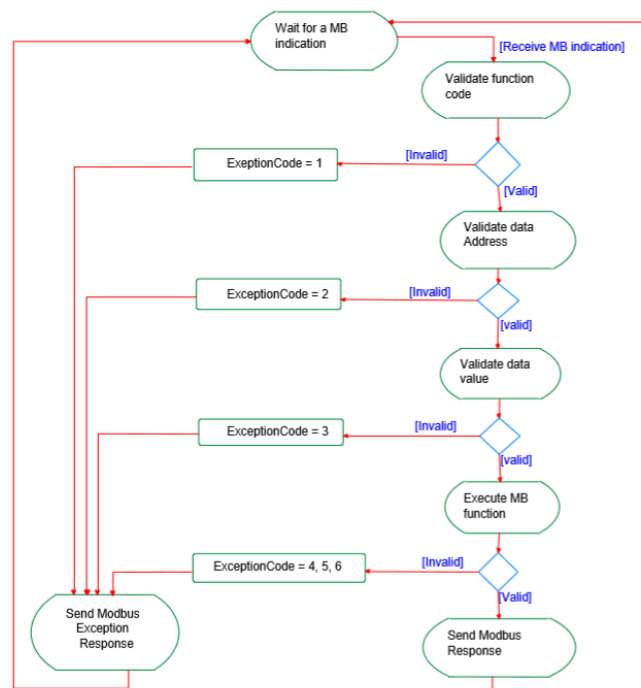 Wait for a MB
indication
[Receive MB indication]
Validate function
code
ExeptionCode = 1
[Invalid]
[Valid]
Validate data
Address
ExceptionCode = 2
[Invalid]
[valid]
Validate data
value
ExceptionCode = 3
[Invalid]
[valid]
Execute MB
function
ExceptionCode = 4, 5, 6
[Invalid]
[Valid]
Send Modbus
Exception
Response
Send Modbus
Response